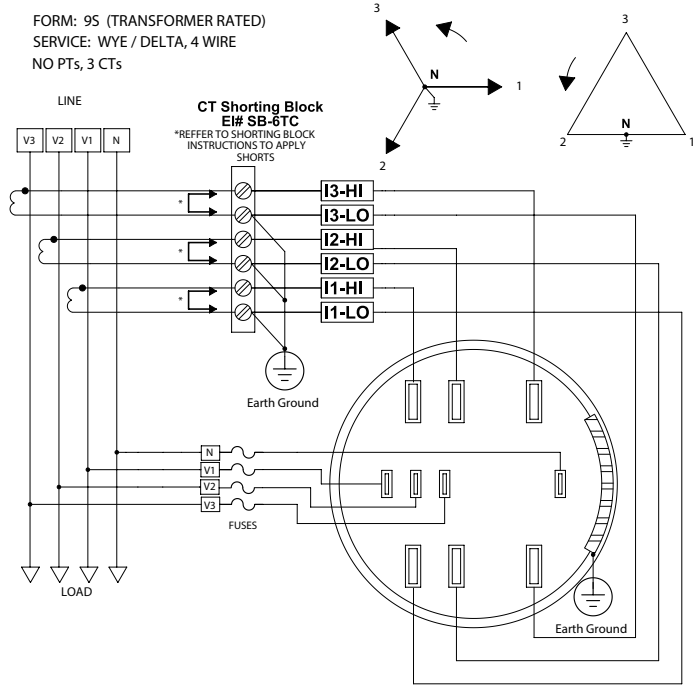 FORM: 9S (TRANSFORMER RATED)
SERVICE: WYE / DELTA, 4 WIRE
NO PTs, 3 CTs
3
N
1
2
3
N
2
1
LINE
V3 V2 V1 N
CT Shorting Block
EI# SB-6TC
*REFFER TO SHORTING BLOCK
INSTRUCTIONS TO APPLY
SHORTS
* I3-HI
I3-LO
* I2-HI
I2-LO
* I1-HI
I1-LO
Earth Ground
N
V1
V2
V3
FUSES
LOAD
Earth Ground